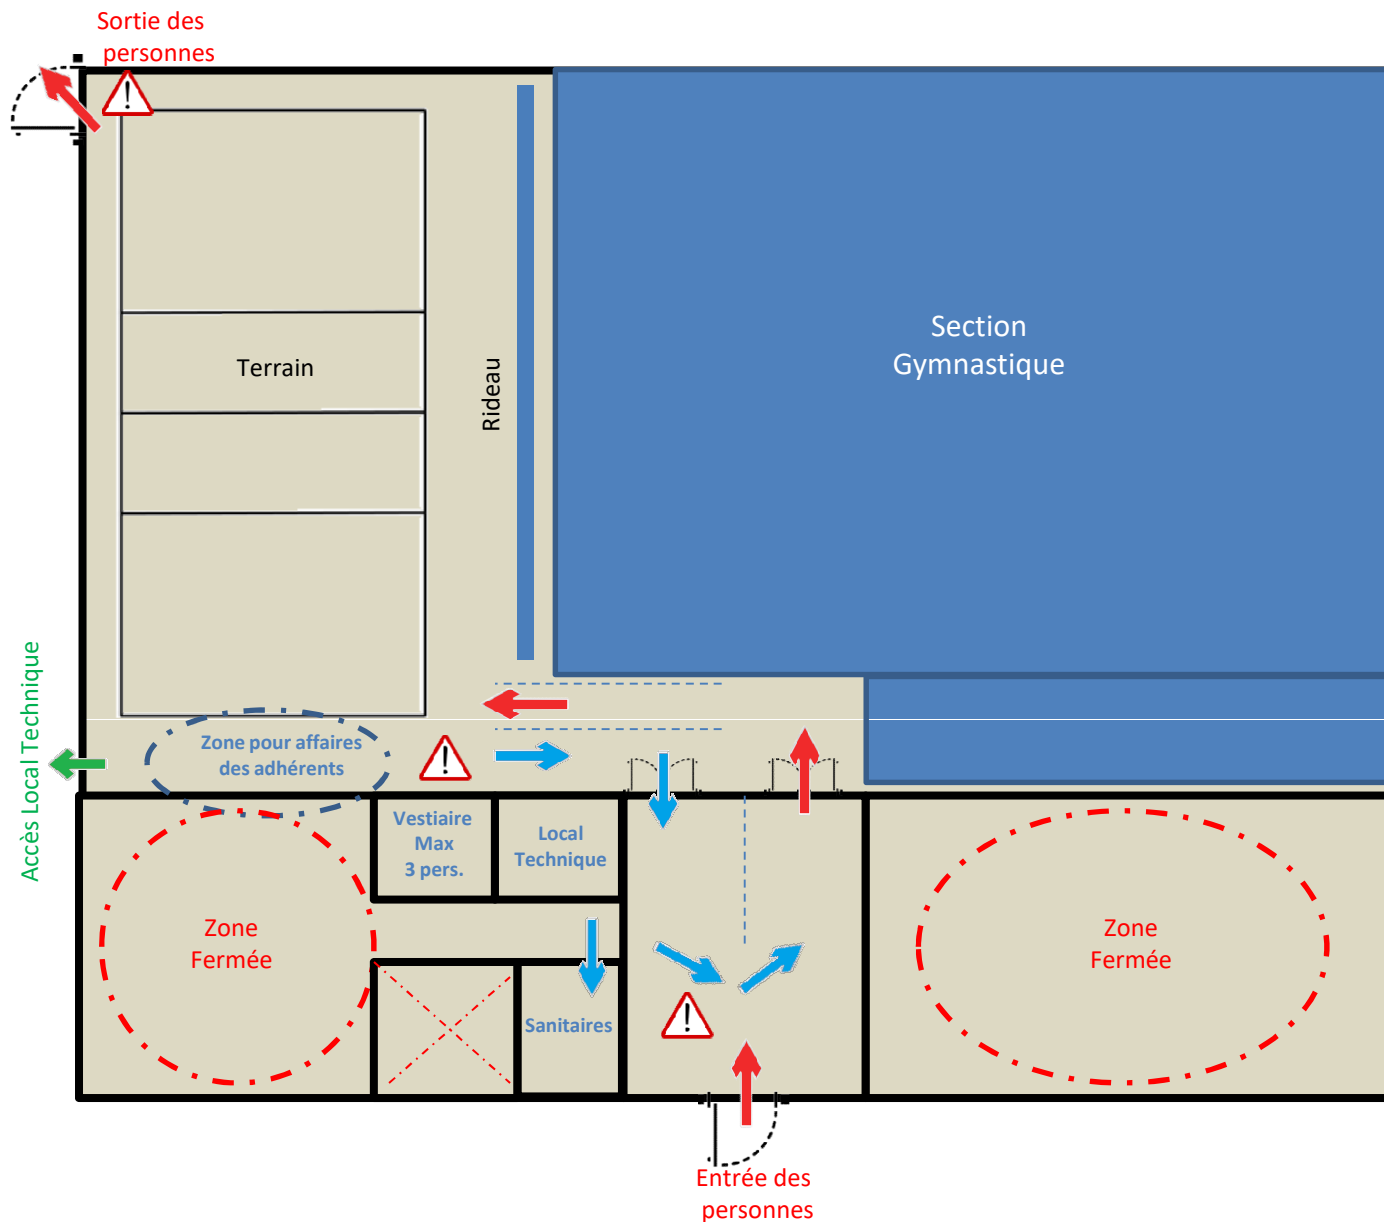 Sortie des
personnes
Section
Gymnastique
Terrain
Rideau
Accès Local Technique
Zone pour affaires
des adhérents
Vestiaire
Max
3 pers.
Local
Technique
Zone
Fermée
Zone
Fermée
Sanitaires
Entrée des
personnes